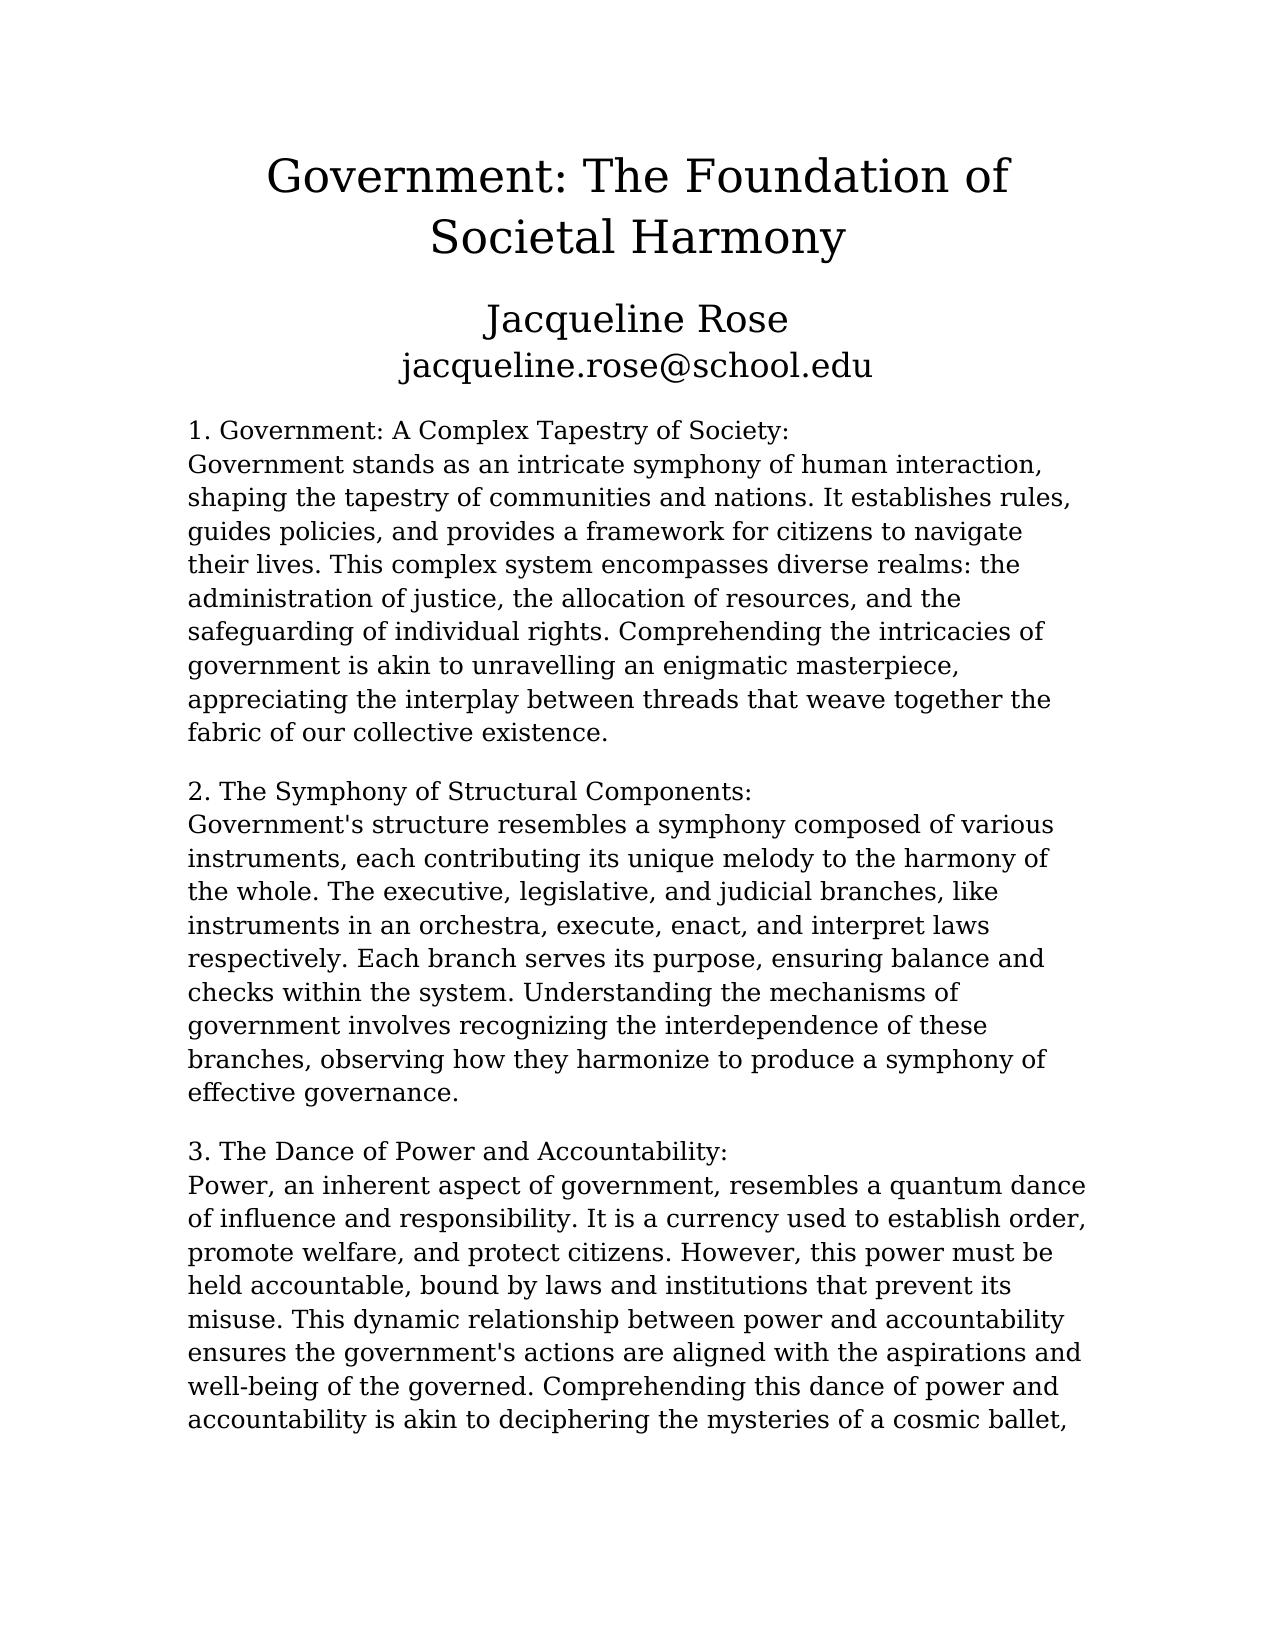 Government: The Foundation of
Societal Harmony
Jacqueline Rose
jacqueline.rose@school.edu
1. Government: A Complex Tapestry of Society:
Government stands as an intricate symphony of human interaction,
shaping the tapestry of communities and nations. It establishes rules,
guides policies, and provides a framework for citizens to navigate
their lives. This complex system encompasses diverse realms: the
administration of justice, the allocation of resources, and the
safeguarding of individual rights. Comprehending the intricacies of
government is akin to unravelling an enigmatic masterpiece,
appreciating the interplay between threads that weave together the
fabric of our collective existence.
2. The Symphony of Structural Components:
Government's structure resembles a symphony composed of various
instruments, each contributing its unique melody to the harmony of
the whole. The executive, legislative, and judicial branches, like
instruments in an orchestra, execute, enact, and interpret laws
respectively. Each branch serves its purpose, ensuring balance and
checks within the system. Understanding the mechanisms of
government involves recognizing the interdependence of these
branches, observing how they harmonize to produce a symphony of
effective governance.
3. The Dance of Power and Accountability:
Power, an inherent aspect of government, resembles a quantum dance
of influence and responsibility. It is a currency used to establish order,
promote welfare, and protect citizens. However, this power must be
held accountable, bound by laws and institutions that prevent its
misuse. This dynamic relationship between power and accountability
ensures the government's actions are aligned with the aspirations and
well-being of the governed. Comprehending this dance of power and
accountability is akin to deciphering the mysteries of a cosmic ballet,